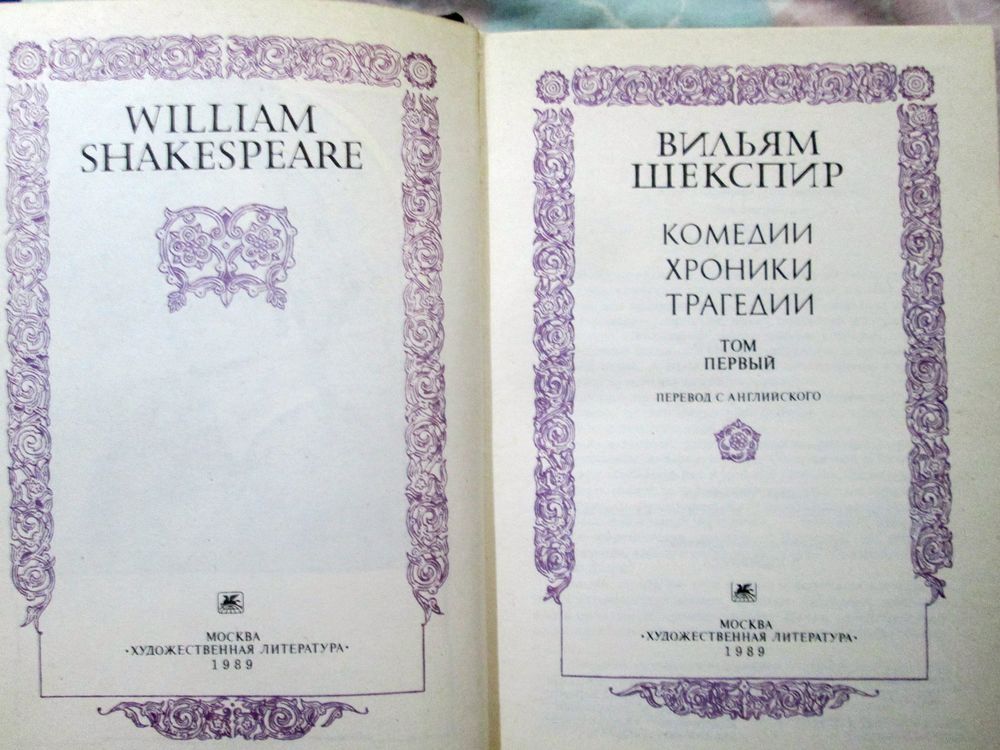 WILLIAM
SHAKESPEARE
МОСКВА
·ХУДОЖЕСТВЕННАЯ ЛИТЕРАТУРА·
1989
ВИЛЬЯМ
ШЕКСПИР
КОМЕДИИ
ХРОНИКИ
ТРАГЕДИИ
ТОМ
ПЕРВЫЙ
ПЕРЕВОД С АНГЛИЙСКОГО
МОСКВА
·ХУДОЖЕСТВЕННАЯ ЛИТЕРАТУРА·
1989